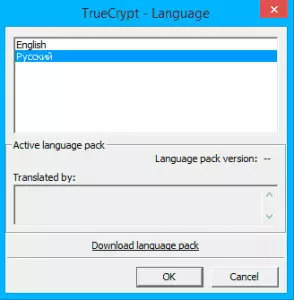 TrueCrypt - Language
English
Русский
Active language pack
Language pack version: --
Translated by:
Download language pack
OK
Cancel